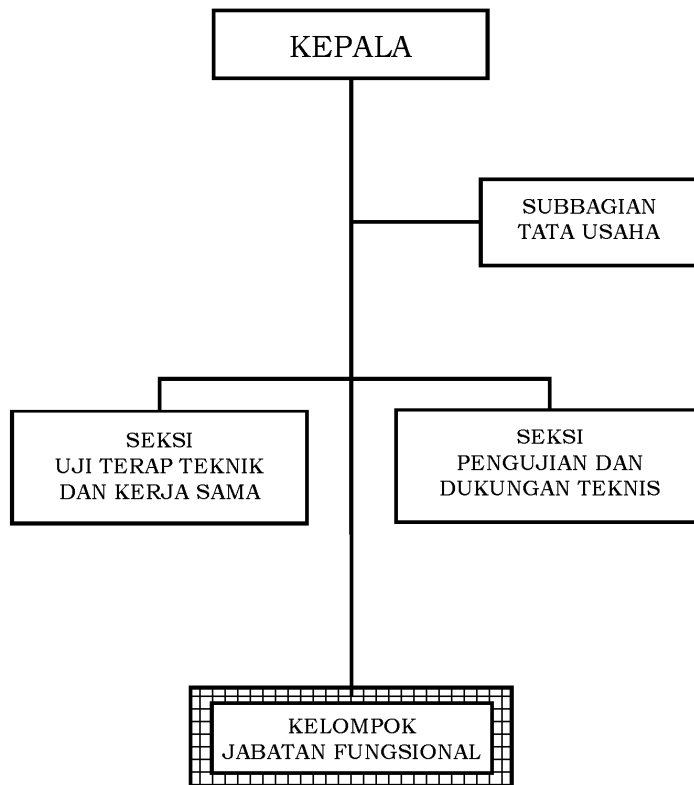 KEPALA
SUBBAGIAN
TATA USAHA
SEKSI
UJI TERAP TEKNIK
DAN KERJA SAMA
SEKSI
PENGUJIAN DAN
DUKUNGAN TEKNIS
KELOMPOK
JABATAN FUNGSIONAL